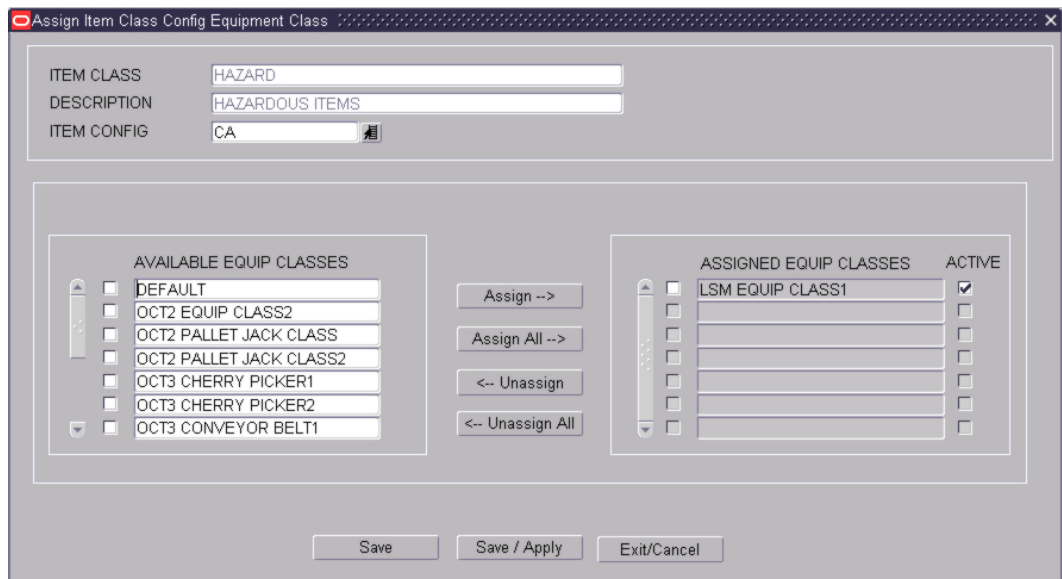 Assign Item Class Config Equipment Class
ITEM CLASS HAZARD
DESCRIPTION HAZARDOUS ITEMS
ITEM CONFIG CA
AVAILABLE EQUIP CLASSES
DEFAULT
OCT2 EQUIP CLASS2
OCT2 PALLET JACK CLASS
OCT2 PALLET JACK CLASS2
OCT3 CHERRY PICKER1
OCT3 CHERRY PICKER2
OCT3 CONVEYOR BELT1
Assign -->
Assign All -->
<-- Unassign
<-- Unassign All
ASSIGNED EQUIP CLASSES ACTIVE
LSM EQUIP CLASS1
Save Save / Apply Exit/Cancel